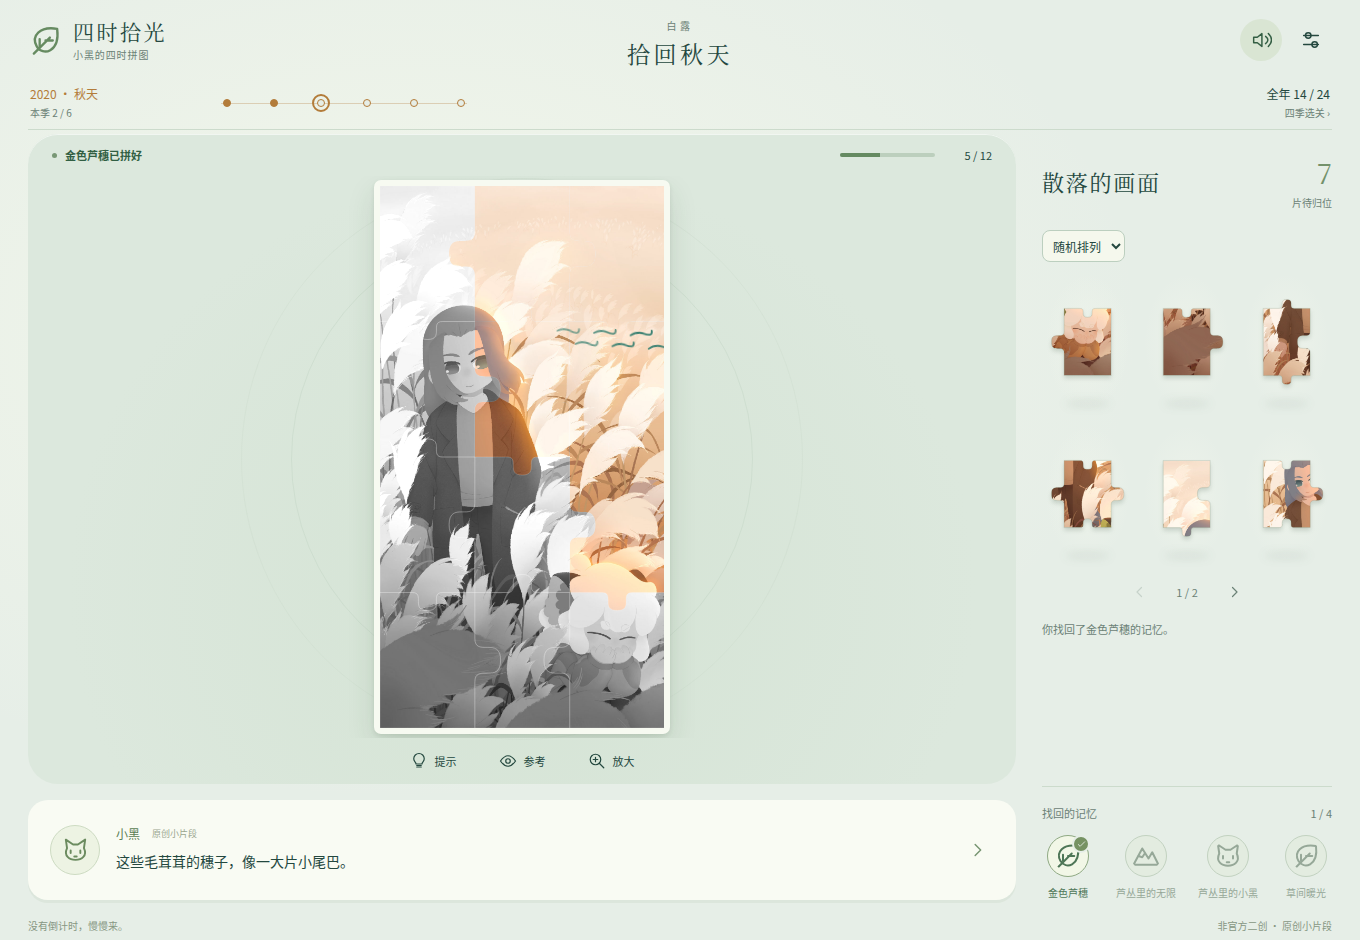 四时拾光
小黑的四时拼图
白露
拾回秋天
2020 · 秋天
本季 2 / 6
全年 14 / 24
四季选关 ›
金色芦穗已拼好
5 / 12
散落的画面
7
片待归位
随机排列
1 / 2
你找回了金色芦穗的记忆。
提示
参考
放大
小黑 原创小片段
这些毛茸茸的穗子，像一大片小尾巴。
找回的记忆
1 / 4
金色芦穗
芦丛里的无限
芦丛里的小黑
草间暖光
没有倒计时，慢慢来。
非官方二创 · 原创小片段